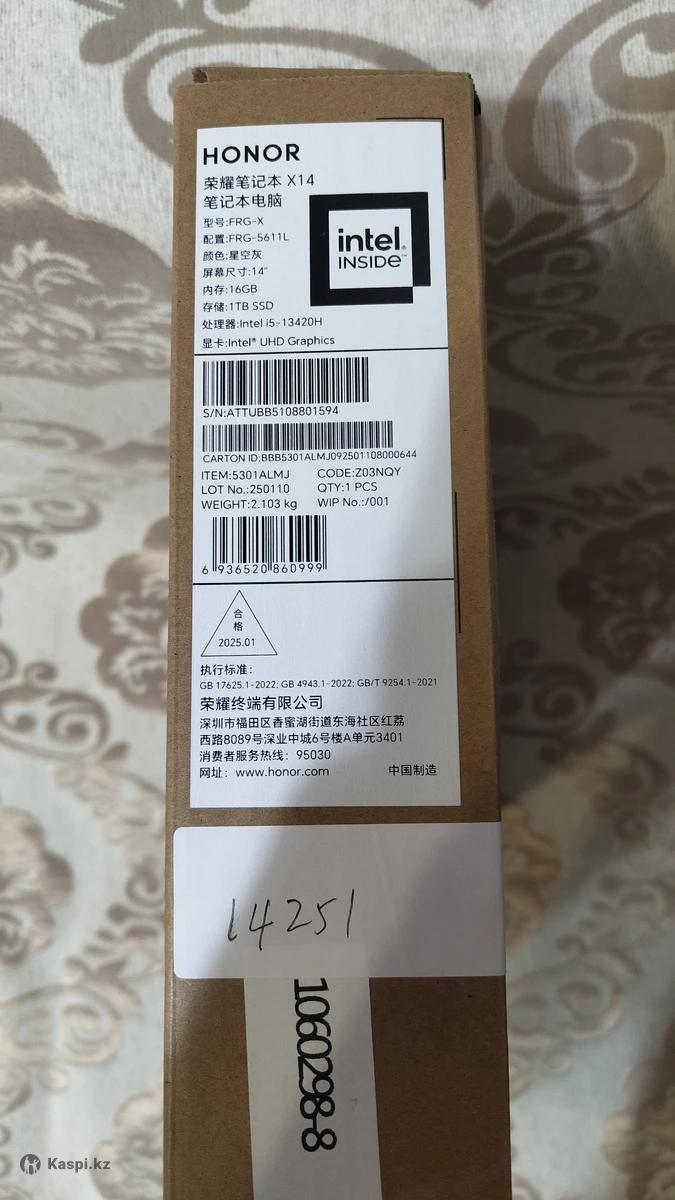 HONOR
荣耀笔记本 X14
笔记本电脑
型号:FRG-X
配置:FRG-5611L
颜色:星空灰
屏幕尺寸:14"
内存:16GB
存储:1TB SSD
处理器:Intel i5-13420H
显卡:Intel® UHD Graphics
intel®
INSIDE™
S/N:ATTUBB5108801594
CARTON ID:BBB5301ALMJ092501108000644
ITEM:5301ALMJ CODE:Z03NQY
LOT No.:250110 QTY:1 PCS
WEIGHT:2.103 kg WIP No.:/001
6 936520 860999
合
格
2025.01
执行标准:
GB 17625.1-2022; GB 4943.1-2022; GB/T 9254.1-2021
荣耀终端有限公司
深圳市福田区香蜜湖街道东海社区红荔
西路8089号深业中城6号楼A单元3401
消费者服务热线: 95030
网址: www.honor.com 中国制造
14251
1060298-8
Kaspi.kz